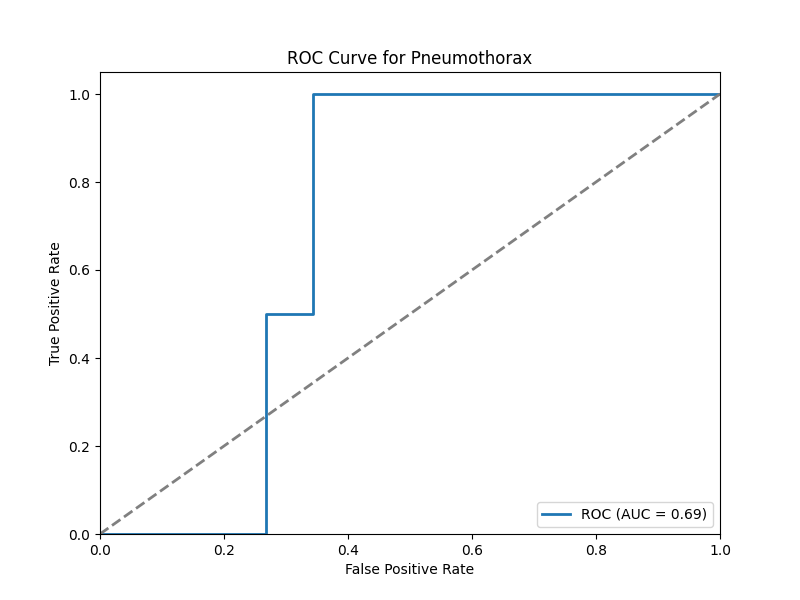 ROC Curve for Pneumothorax
True Positive Rate
1.0
0.8
0.6
0.4
0.2
0.0
0.0 0.2 0.4 0.6 0.8 1.0
False Positive Rate
ROC (AUC = 0.69)